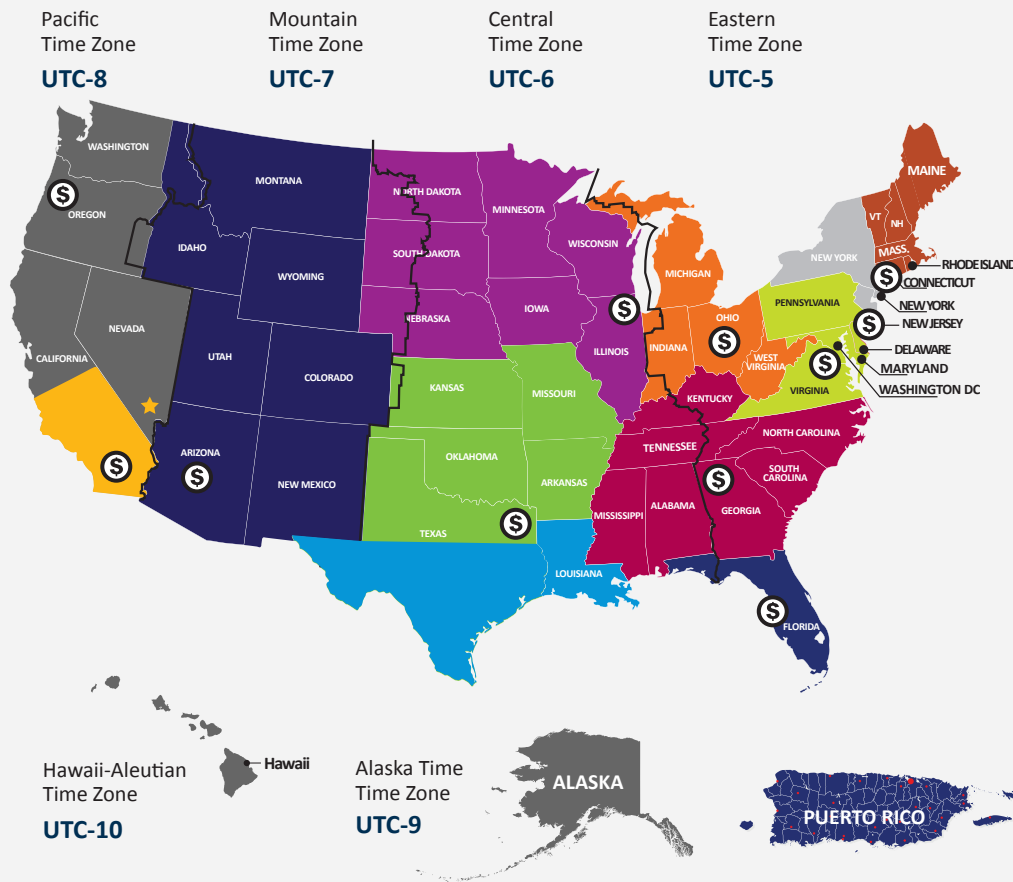 Pacific
Time Zone
UTC-8
Mountain
Time Zone
UTC-7
Central
Time Zone
UTC-6
Eastern
Time Zone
UTC-5
WASHINGTON
OREGON
CALIFORNIA
NEVADA
IDAHO
MONTANA
WYOMING
UTAH
COLORADO
ARIZONA
NEW MEXICO
NORTH DAKOTA
SOUTH DAKOTA
NEBRASKA
MINNESOTA
IOWA
WISCONSIN
ILLINOIS
KANSAS
MISSOURI
OKLAHOMA
ARKANSAS
TEXAS
LOUISIANA
MICHIGAN
INDIANA
OHIO
WEST
VIRGINIA
KENTUCKY
TENNESSEE
MISSISSIPPI
ALABAMA
GEORGIA
NORTH CAROLINA
SOUTH
CAROLINA
FLORIDA
VIRGINIA
PENNSYLVANIA
NEW YORK
VT
NH
MAINE
MASS.
RHODE ISLAND
CONNECTICUT
NEW YORK
NEW JERSEY
DELAWARE
MARYLAND
WASHINGTON DC
$
$
$
$
$
$
$
$
$
$
$
Hawaii
Hawaii-Aleutian
Time Zone
UTC-10
Alaska Time
Time Zone
UTC-9
ALASKA
PUERTO RICO